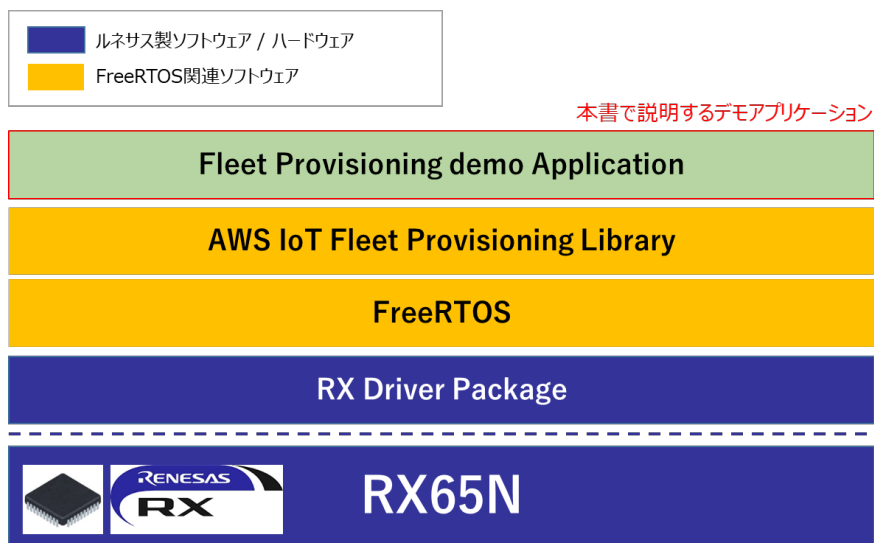 ルネサス製ソフトウェア / ハードウェア
FreeRTOS関連ソフトウェア
本書で説明するデモアプリケーション
Fleet Provisioning demo Application
AWS IoT Fleet Provisioning Library
FreeRTOS
RX Driver Package
RENESAS
RX
RX65N